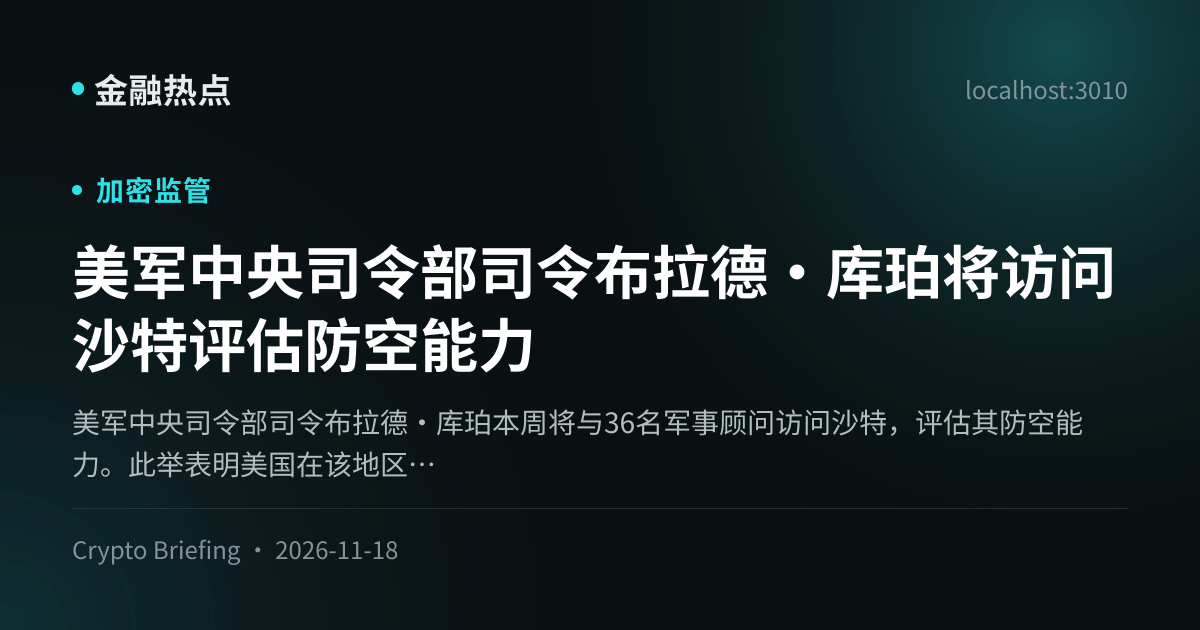 金融热点
localhost:3010
加密监管
美军中央司令部司令布拉德·库珀将访问
沙特评估防空能力
美军中央司令部司令布拉德·库珀本周将与36名军事顾问访问沙特，评估其防空能
力。此举表明美国在该地区…
Crypto Briefing · 2026-11-18